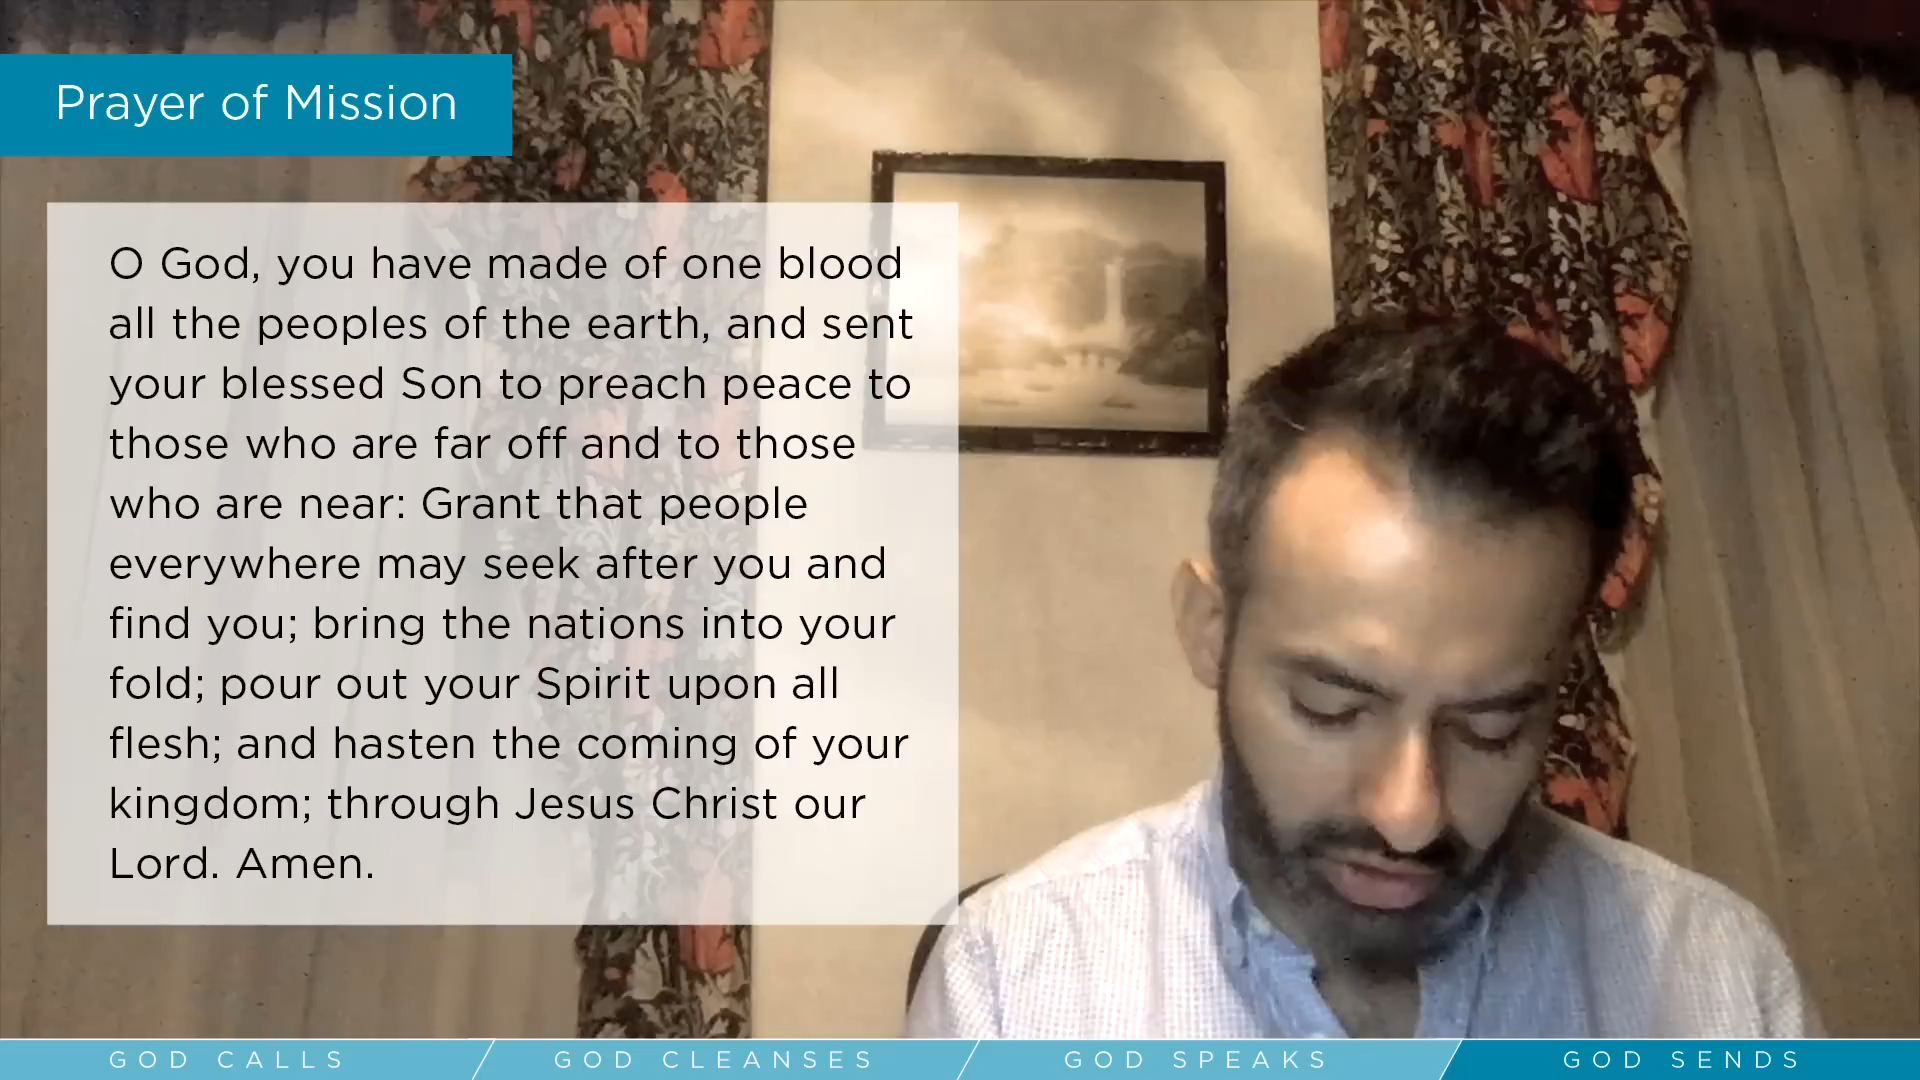 Prayer of Mission
O God, you have made of one blood
all the peoples of the earth, and sent
your blessed Son to preach peace to
those who are far off and to those
who are near: Grant that people
everywhere may seek after you and
find you; bring the nations into your
fold; pour out your Spirit upon all
flesh; and hasten the coming of your
kingdom; through Jesus Christ our
Lord. Amen.
GOD CALLS
GOD CLEANSES
GOD SPEAKS
GOD SENDS